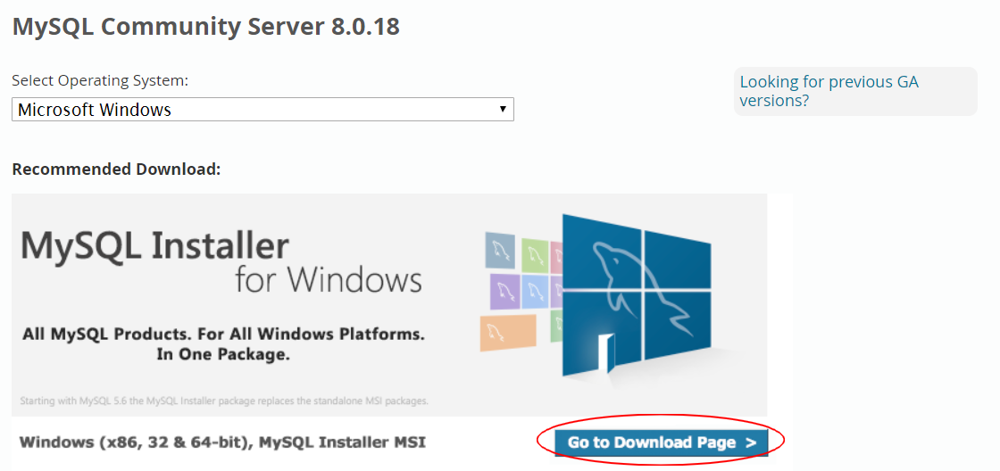 MySQL Community Server 8.0.18
Select Operating System:
Looking for previous GA
versions?
Microsoft Windows
Recommended Download:
MySQL Installer
for Windows
All MySQL Products. For All Windows Platforms.
In One Package.
Starting with MySQL 5.6 the MySQL Installer package replaces the standalone MSI packages.
Windows (x86, 32 & 64-bit), MySQL Installer MSI
Go to Download Page >